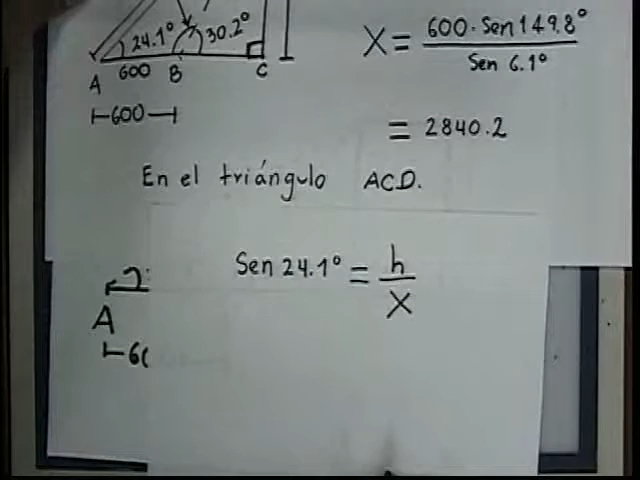 24.1° 30.2°
A 600 B C
600
X = 600 · Sen 149.8° / Sen 6.1°
= 2840.2
En el triángulo ACD.
Sen 24.1° = h / X
A